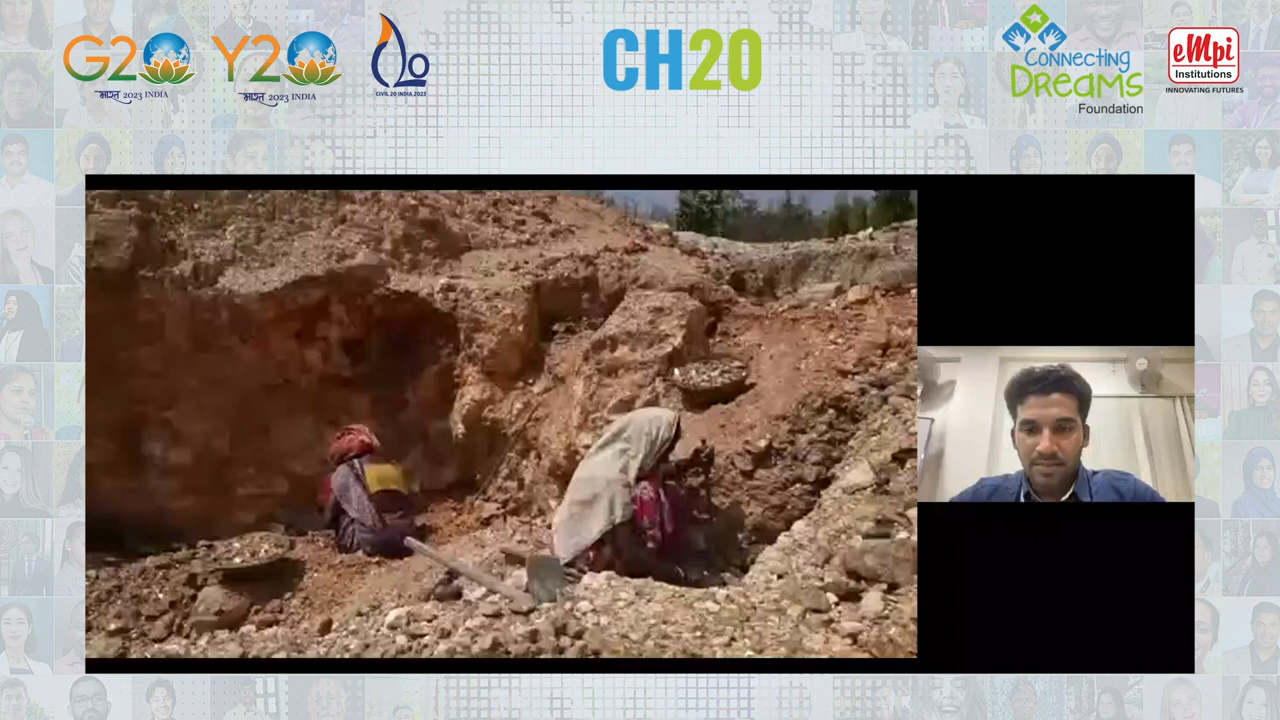 G20
भारत 2023 INDIA
Y20
भारत 2023 INDIA
C20
CIVIL 20 INDIA 2023
CH20
CONNECTING
DREAMS
Foundation
eMpi
Institutions
INNOVATING FUTURES